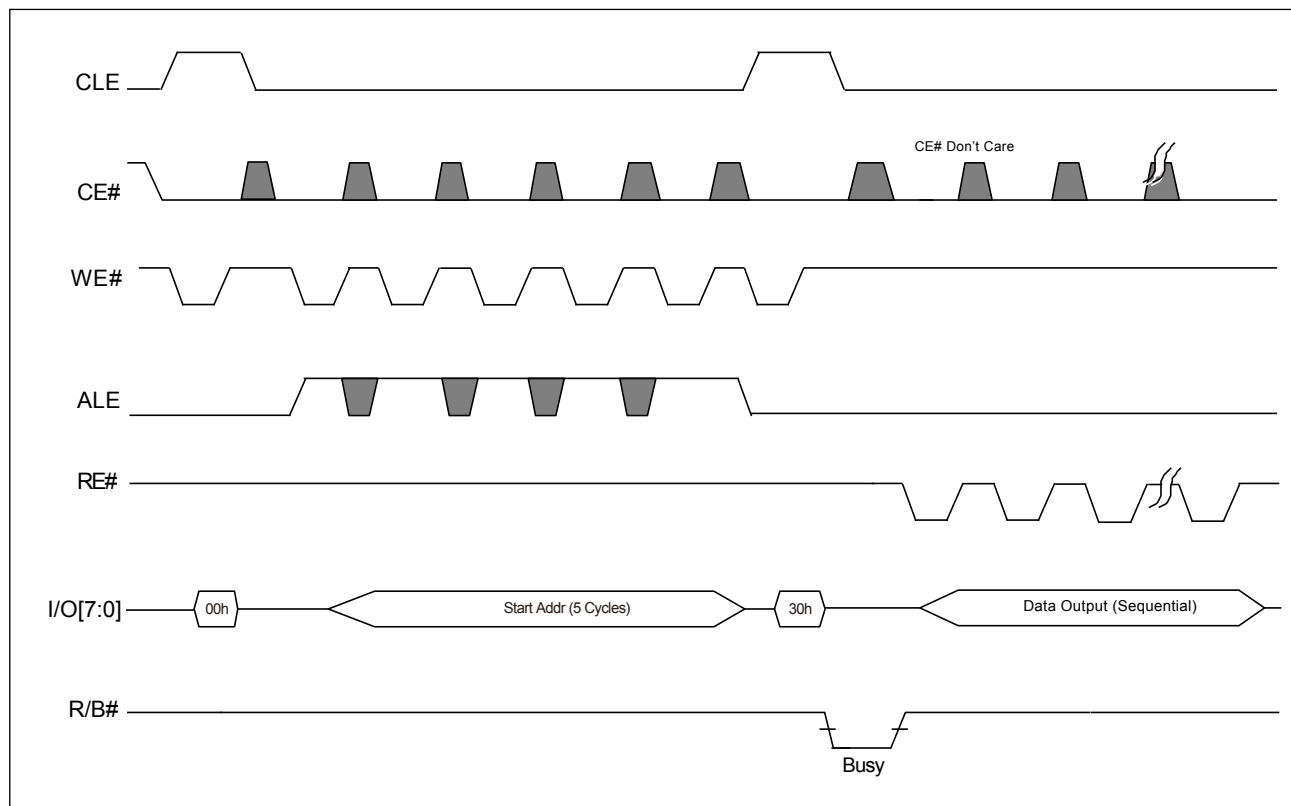 CLE
CE# Don't Care
CE#
WE#
ALE
RE#
I/O[7:0]
00h
Start Addr (5 Cycles)
30h
Data Output (Sequential)
R/B#
Busy